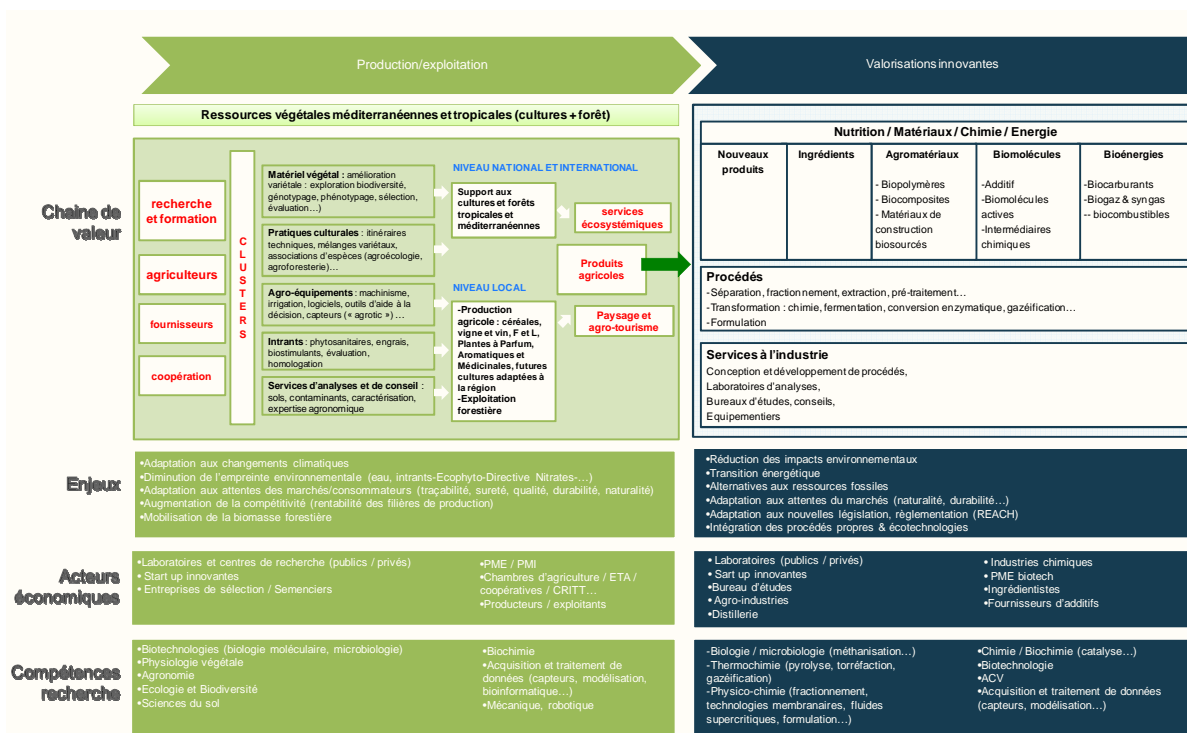 Production/exploitation
Valorisations innovantes
Ressources végétales méditerranéennes et tropicales (cultures + forêt)
Chaine de
valeur
recherche
et formation
agriculteurs
fournisseurs
coopération
CLUSTERS
Matériel végétal : amélioration
variétale : exploration biodiversité,
génotypage, phénotypage, sélection,
évaluation…)
Pratiques culturales : itinéraires
techniques, mélanges variétaux,
associations d'espèces (agroécologie,
agroforesterie)…
Agro-équipements : machinisme,
irrigation, logiciels, outils d'aide à la
décision, capteurs (« agrotic ») …
Intrants : phytosanitaires, engrais,
biostimulants, évaluation,
homologation
Services d'analyses et de conseil :
sols, contaminants, caractérisation,
expertise agronomique
NIVEAU NATIONAL ET INTERNATIONAL
Support aux
cultures et forêts
tropicales et
méditerranéennes
NIVEAU LOCAL
-Production
agricole : céréales,
vigne et vin, F et L,
Plantes à Parfum,
Aromatiques et
Médicinales, futures
cultures adaptées à
la région
-Exploitation
forestière
services
écosystémiques
Produits
agricoles
Paysage et
agro-tourisme
Nutrition / Matériaux / Chimie / Energie
Nouveaux
produits
Ingrédients
Agromatériaux
- Biopolymères
- Biocomposites
- Matériaux de
construction
biosourcés
Biomolécules
-Additif
-Biomolécules
actives
-Intermédiaires
chimiques
Bioénergies
-Biocarburants
-Biogaz & syngas
-- biocombustibles
Procédés
-Séparation, fractionnement, extraction, pré-traitement…
-Transformation : chimie, fermentation, conversion enzymatique, gazéification…
-Formulation
Services à l'industrie
Conception et développement de procédés,
Laboratoires d'analyses,
Bureaux d'études, conseils,
Equipementiers
Enjeux
•Adaptation aux changements climatiques
•Diminution de l'empreinte environnementale (eau, intrants-Ecophyto-Directive Nitrates-…)
•Adaptation aux attentes des marchés/consommateurs (traçabilité, sureté, qualité, durabilité, naturalité)
•Augmentation de la compétitivité (rentabilité des filières de production)
•Mobilisation de la biomasse forestière
•Réduction des impacts environnementaux
•Transition énergétique
•Alternatives aux ressources fossiles
•Adaptation aux attentes du marchés (naturalité, durabilité…)
•Adaptation aux nouvelles législation, règlementation (REACH)
•Intégration des procédés propres & écotechnologies
Acteurs
économiques
•Laboratoires et centres de recherche (publics / privés)
• Start up innovantes
• Entreprises de sélection / Semenciers
•PME / PMI
•Chambres d'agriculture / ETA /
coopératives / CRITT…
•Producteurs / exploitants
• Laboratoires (publics / privés)
• Sart up innovantes
•Bureau d'études
• Agro-industries
•Distillerie
• Industries chimiques
• PME biotech
•Ingrédientistes
•Fournisseurs d'additifs
Compétences
recherche
•Biotechnologies (biologie moléculaire, microbiologie)
•Physiologie végétale
•Agronomie
•Ecologie et Biodiversité
•Sciences du sol
•Biochimie
•Acquisition et traitement de
données (capteurs, modélisation,
bioinformatique…)
•Mécanique, robotique
-Biologie / microbiologie (méthanisation…)
-Thermochimie (pyrolyse, torréfaction,
gazéification)
-Physico-chimie (fractionnement,
technologies membranaires, fluides
supercritiques, formulation…)
•Chimie / Biochimie (catalyse…)
•Biotechnologie
•ACV
•Acquisition et traitement de données
(capteurs, modélisation…)